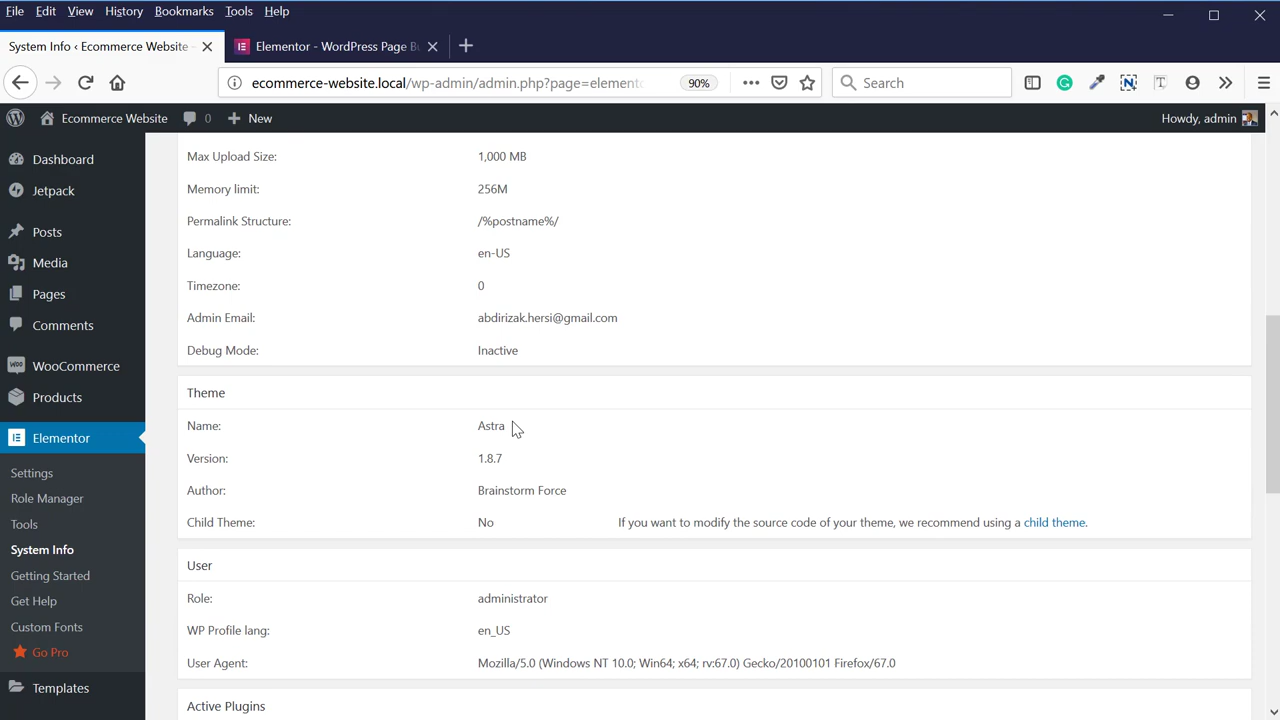 File Edit View History Bookmarks Tools Help
System Info ‹ Ecommerce Website –
Elementor - WordPress Page B
ecommerce-website.local/wp-admin/admin.php?page=element
90%
Search
Ecommerce Website 0 New
Howdy, admin
Dashboard
Jetpack
Posts
Media
Pages
Comments
WooCommerce
Products
Elementor
Settings
Role Manager
Tools
System Info
Getting Started
Get Help
Custom Fonts
Go Pro
Templates
Max Upload Size: 1,000 MB
Memory limit: 256M
Permalink Structure: /%postname%/
Language: en-US
Timezone: 0
Admin Email: abdirizak.hersi@gmail.com
Debug Mode: Inactive
Theme
Name: Astra
Version: 1.8.7
Author: Brainstorm Force
Child Theme: No If you want to modify the source code of your theme, we recommend using a child theme.
User
Role: administrator
WP Profile lang: en_US
User Agent: Mozilla/5.0 (Windows NT 10.0; Win64; x64; rv:67.0) Gecko/20100101 Firefox/67.0
Active Plugins